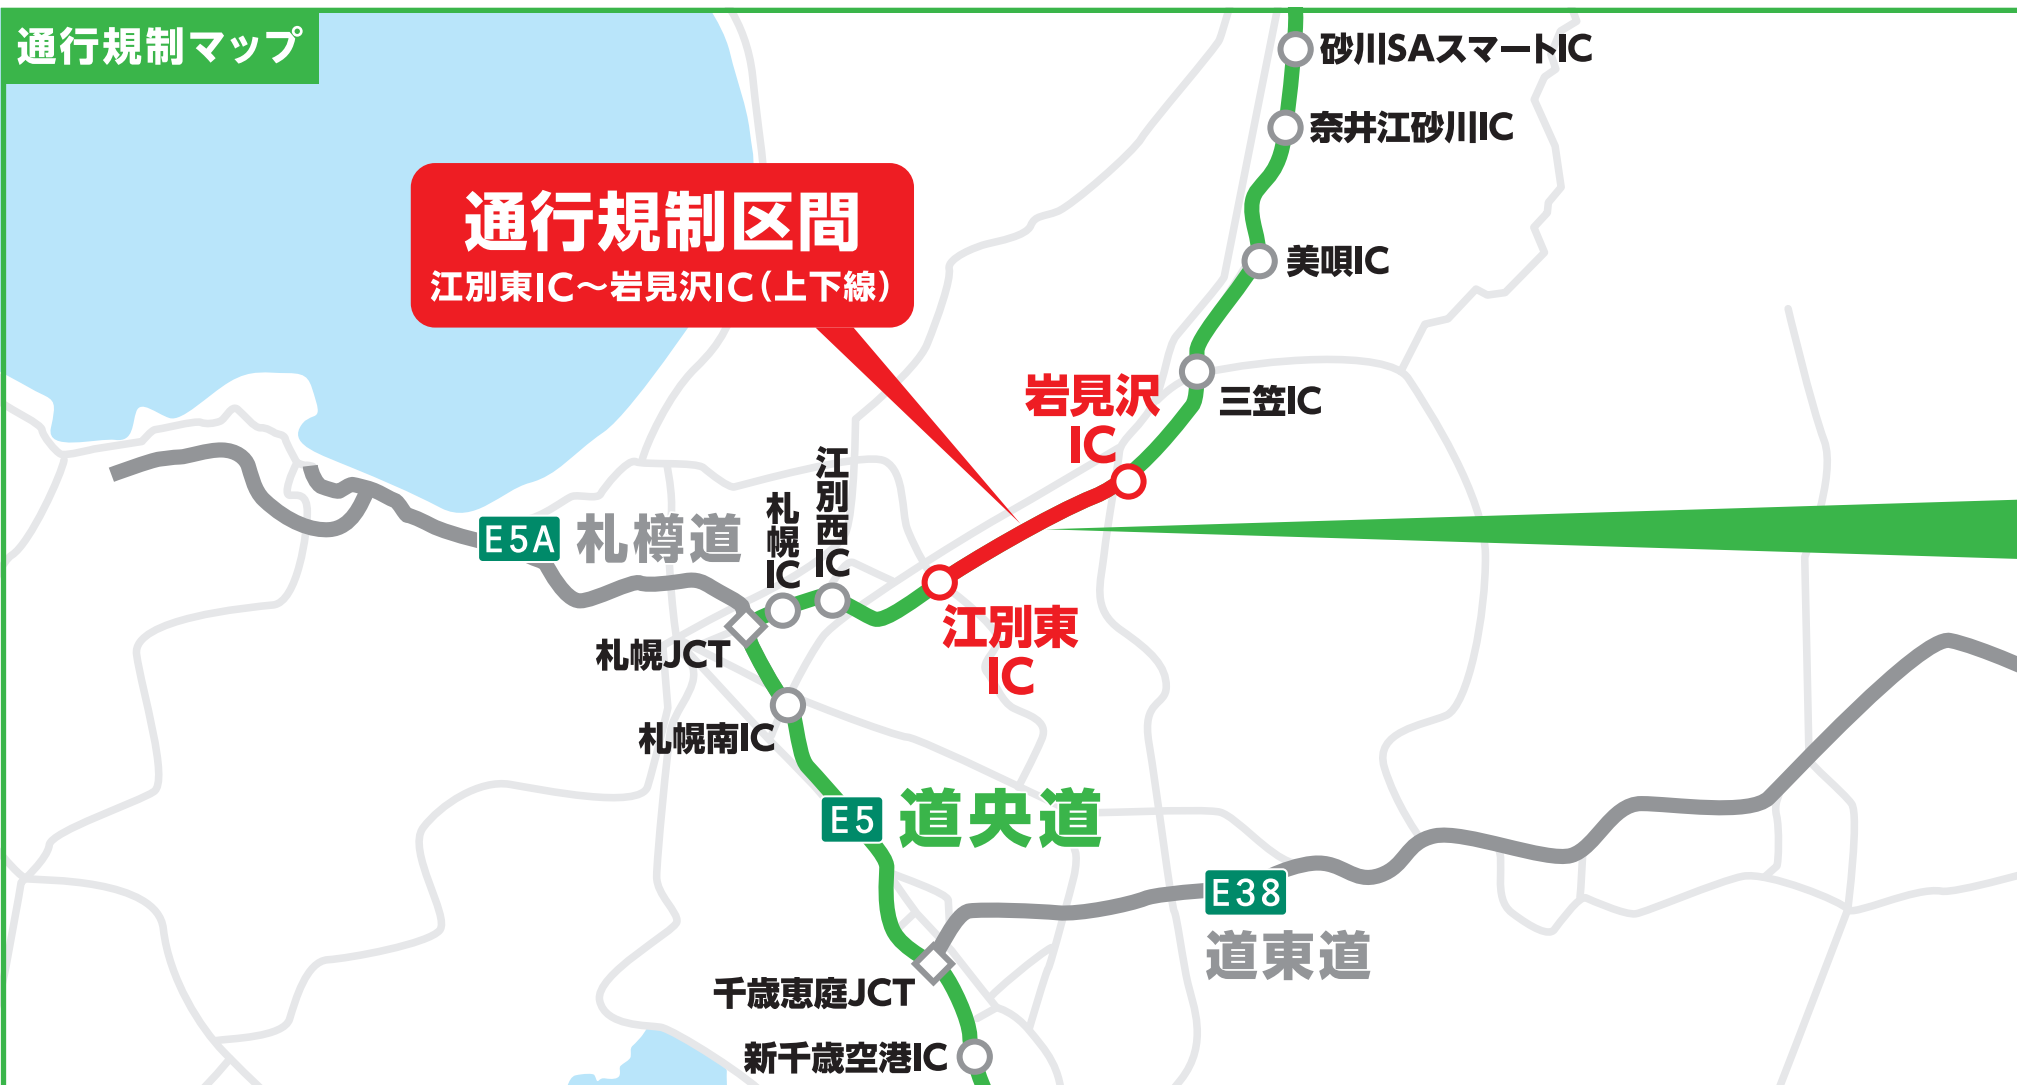 通行規制マップ
砂川SAスマートIC
奈井江砂川IC
通行規制区間
江別東IC～岩見沢IC（上下線）
美唄IC
岩見沢
IC
三笠IC
江別西IC
札幌IC
E5A 札樽道
江別東
IC
札幌JCT
札幌南IC
E5 道央道
E38
道東道
千歳恵庭JCT
新千歳空港IC